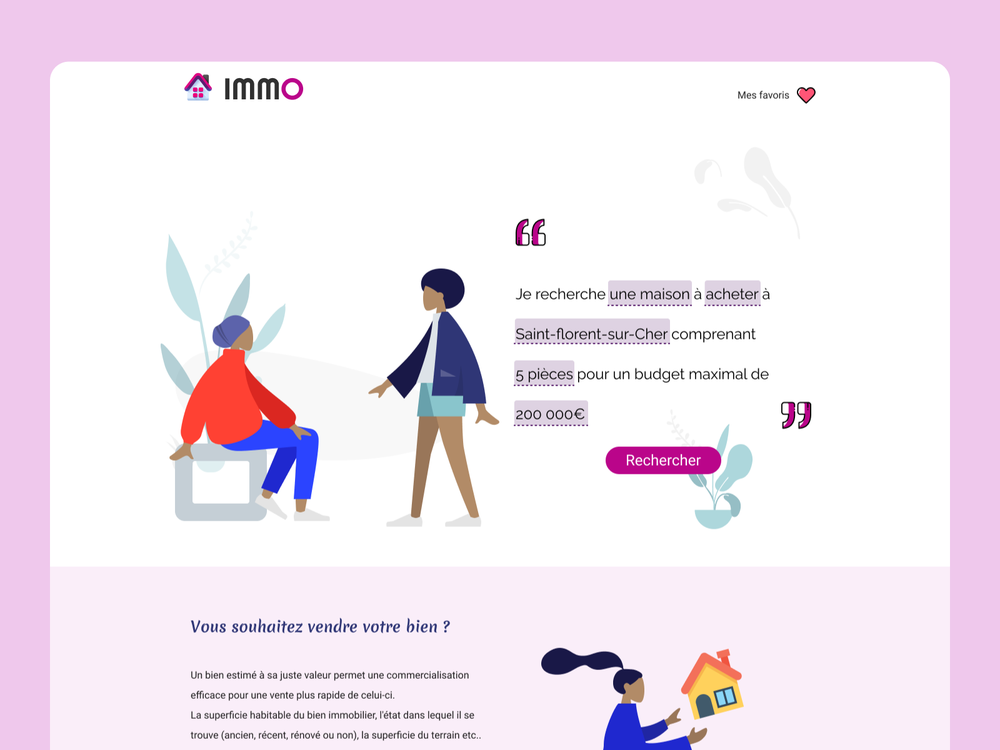 IMMO
Mes favoris
❝
Je recherche une maison à acheter à
Saint-florent-sur-Cher comprenant
5 pièces pour un budget maximal de
200 000€
❞
Rechercher
Vous souhaitez vendre votre bien ?
Un bien estimé à sa juste valeur permet une commercialisation
efficace pour une vente plus rapide de celui-ci.
La superficie habitable du bien immobilier, l'état dans lequel il se
trouve (ancien, récent, rénové ou non), la superficie du terrain etc..